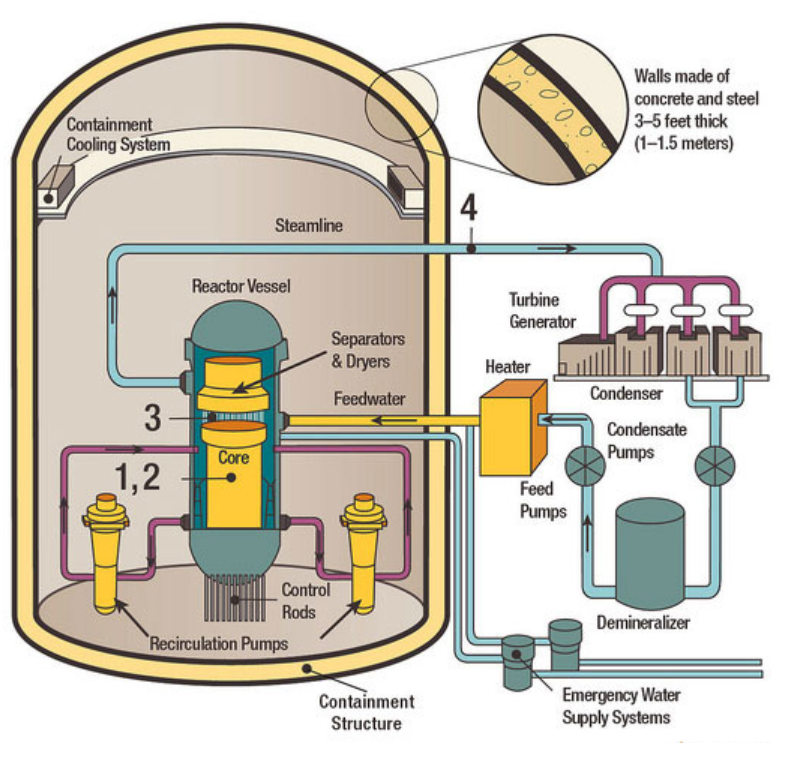 Walls made of
concrete and steel
3–5 feet thick
(1–1.5 meters)
Containment
Cooling System
4
Steamline
Reactor Vessel
Turbine
Generator
Separators
& Dryers
Heater
Condenser
Feedwater
3
Condensate
Pumps
Core
1,2
Feed
Pumps
Control
Rods
Demineralizer
Recirculation Pumps
Emergency Water
Supply Systems
Containment
Structure